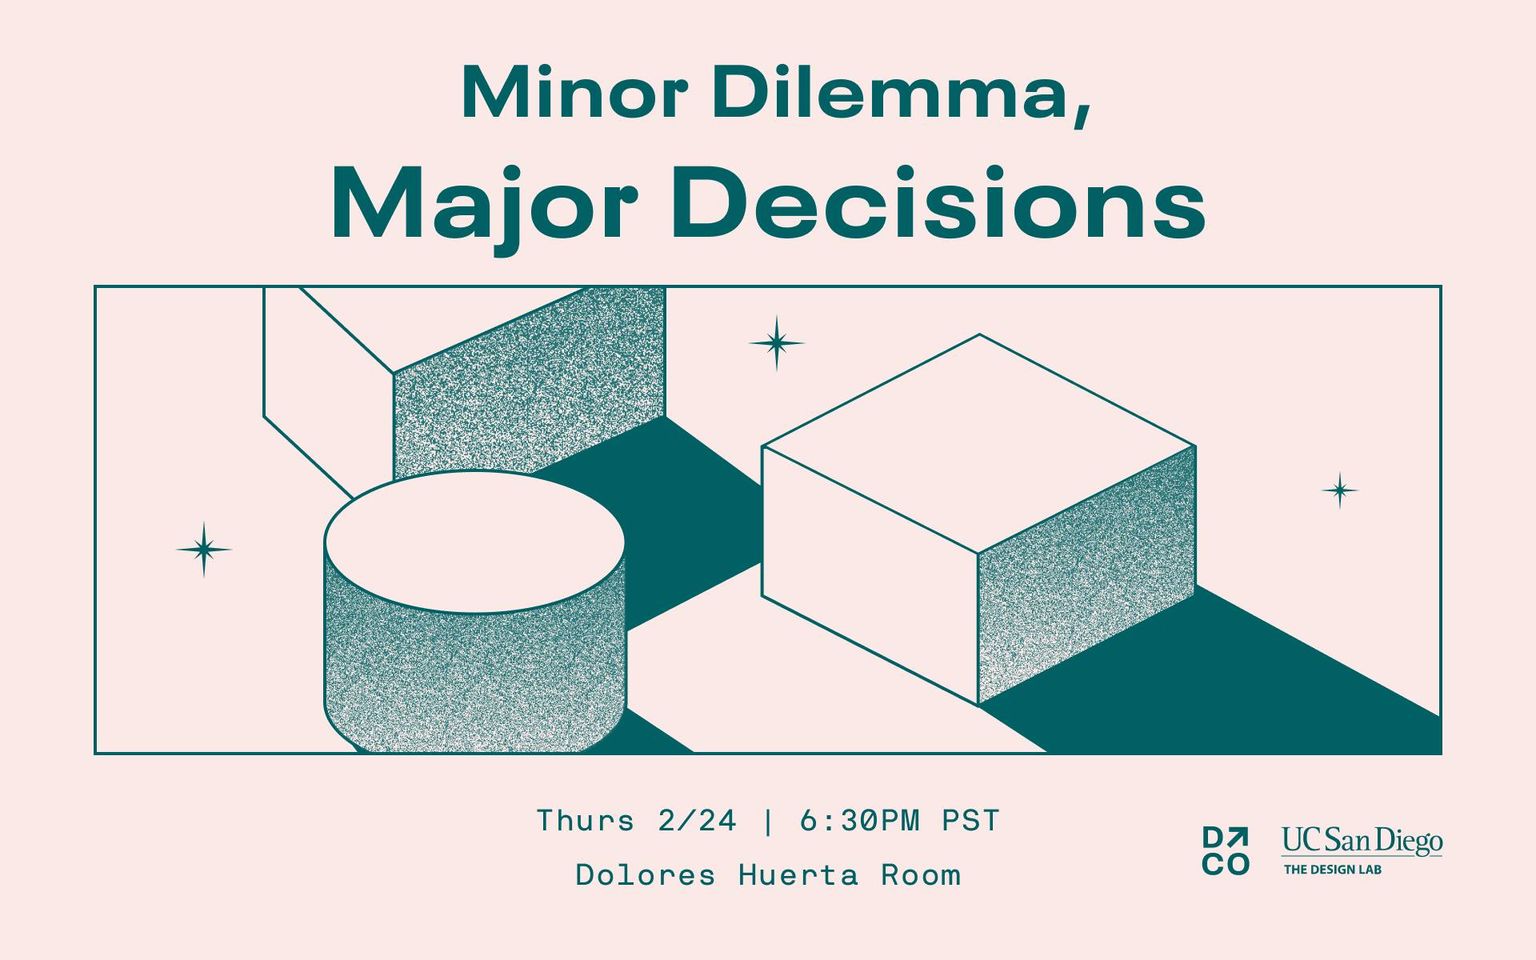 Minor Dilemma,
Major Decisions
Thurs 2/24 | 6:30PM PST
Dolores Huerta Room
D
CO
UC San Diego
THE DESIGN LAB